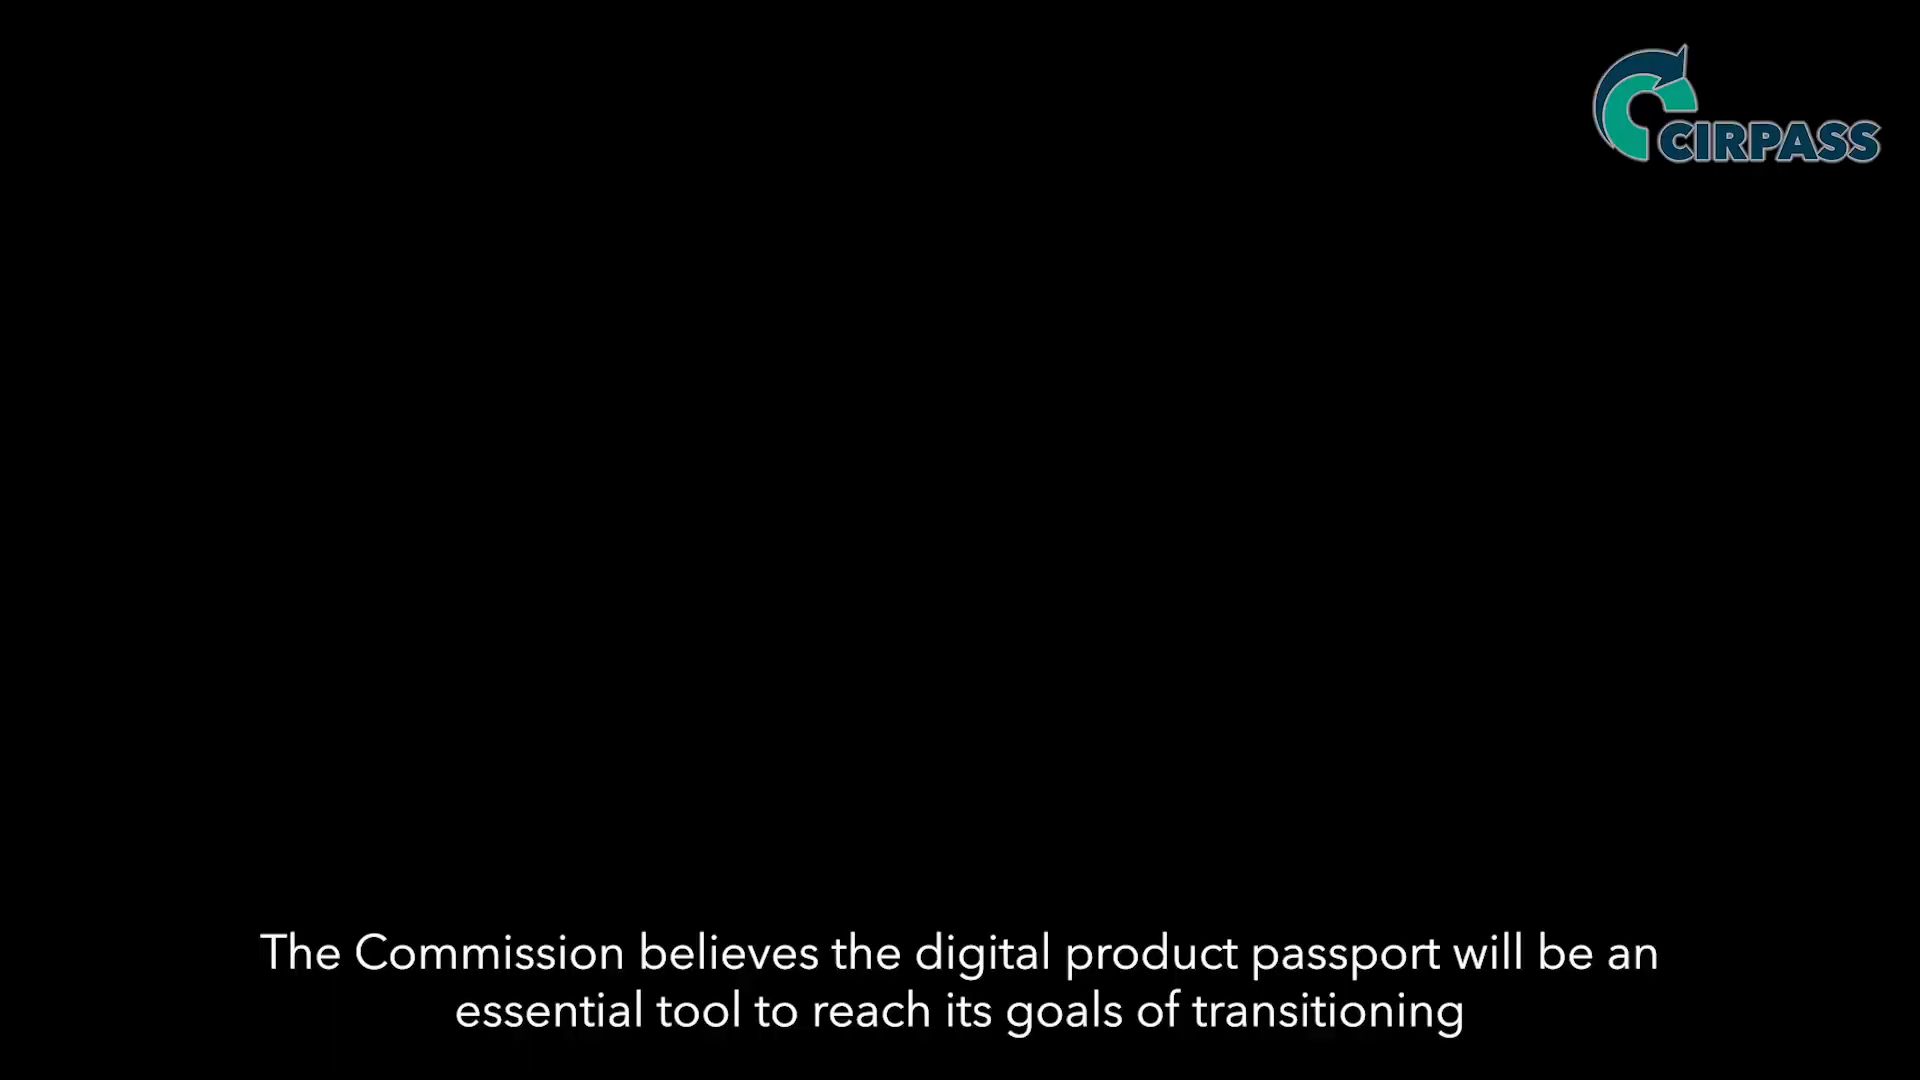 CIRPASS
The Commission believes the digital product passport will be an
essential tool to reach its goals of transitioning